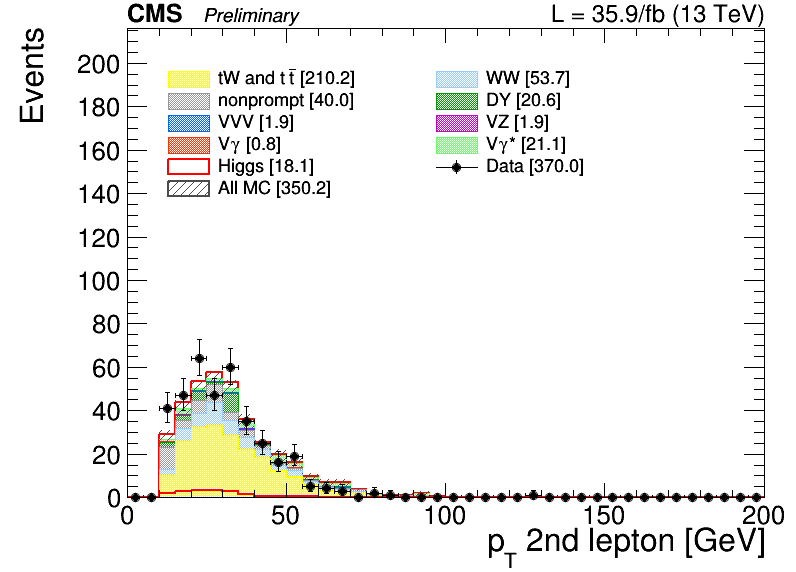 CMS Preliminary L = 35.9/fb (13 TeV)
Events
200
180
160
140
120
100
80
60
40
20
0
tW and tt̄ [210.2]
nonprompt [40.0]
VVV [1.9]
Vγ [0.8]
Higgs [18.1]
All MC [350.2]
WW [53.7]
DY [20.6]
VZ [1.9]
Vγ* [21.1]
Data [370.0]
0 50 100 150 200
p_T 2nd lepton [GeV]